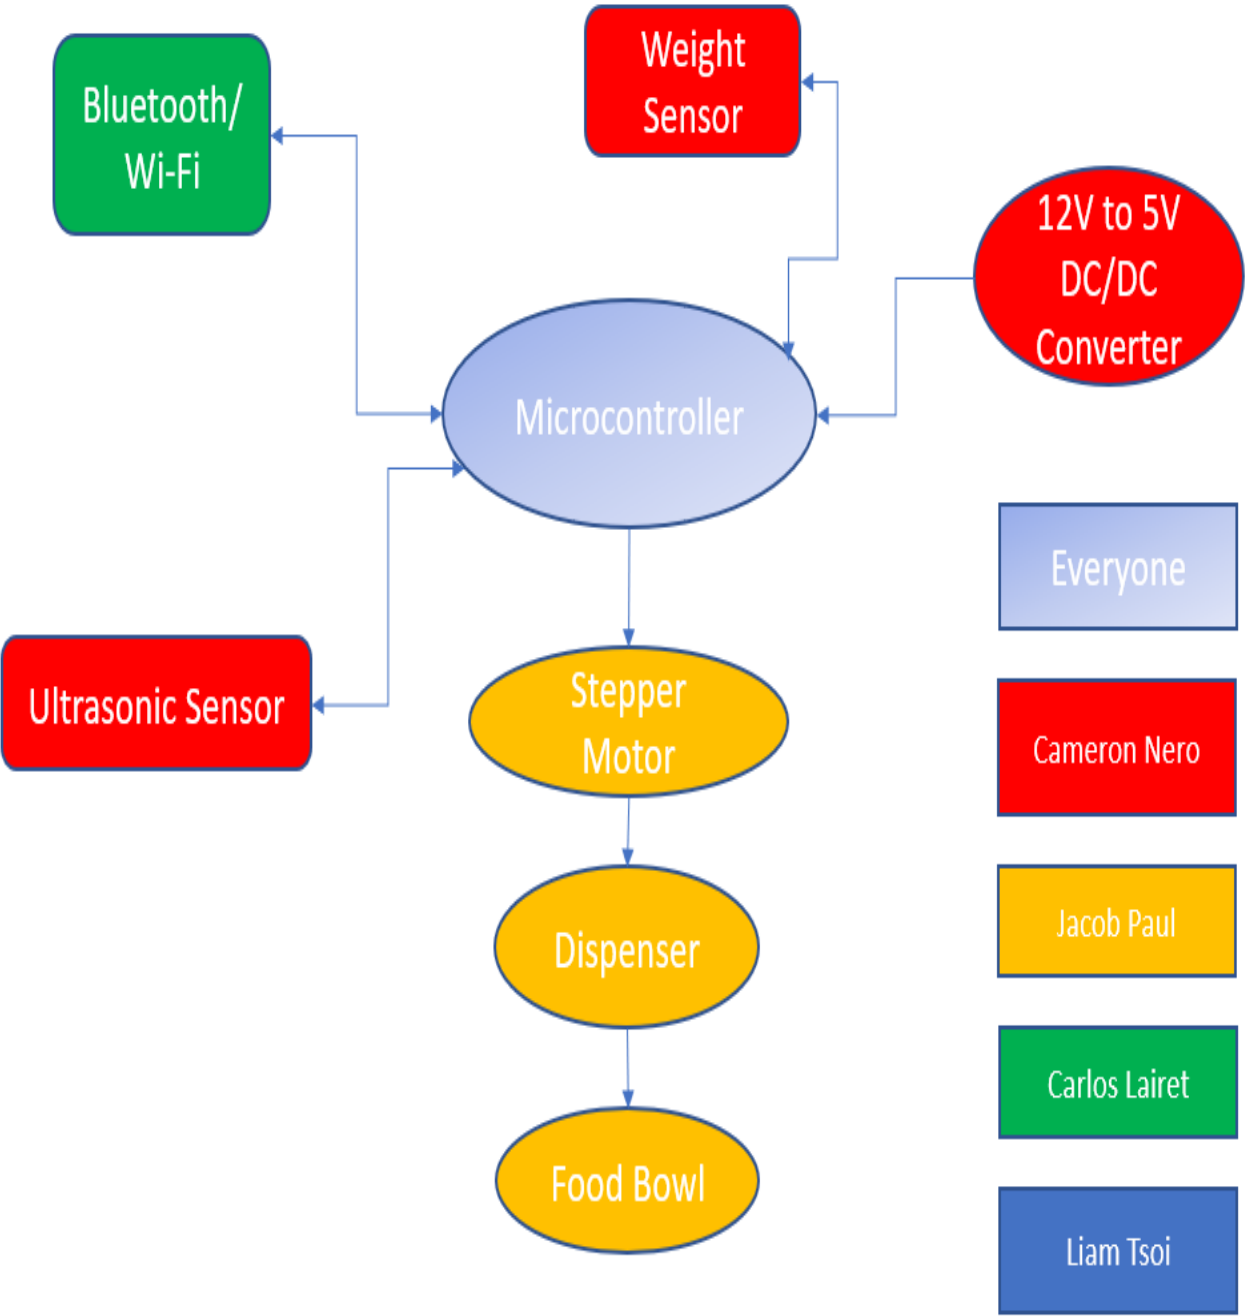 Bluetooth/
Wi-Fi
Weight
Sensor
12V to 5V
DC/DC
Converter
Microcontroller
Ultrasonic Sensor
Stepper
Motor
Dispenser
Food Bowl
Everyone
Cameron Nero
Jacob Paul
Carlos Lairet
Liam Tsoi